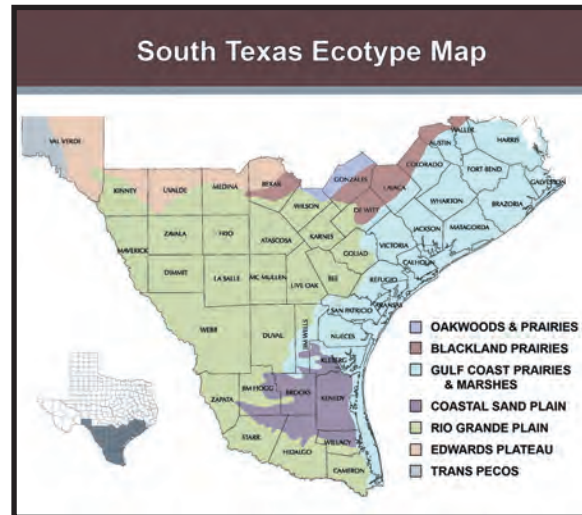 South Texas Ecotype Map
VAL VERDE
KINNEY
UVALDE
MEDINA
BEXAR
WILSON
GONZALES
LAVACA
COLORADO
AUSTIN
WALLER
HARRIS
FORT BEND
GALVESTON
BRAZORIA
WHARTON
MATAGORDA
JACKSON
DE WITT
KARNES
ATASCOSA
FRIO
ZAVALA
MAVERICK
DIMMIT
LA SALLE
MC MULLEN
LIVE OAK
BEE
GOLIAD
VICTORIA
CALHOUN
REFUGIO
ARANSAS
SAN PATRICIO
NUECES
JIM WELLS
DUVAL
WEBB
KLEBERG
JIM HOGG
BROOKS
KENEDY
ZAPATA
STARR
HIDALGO
WILLACY
CAMERON
OAKWOODS & PRAIRIES
BLACKLAND PRAIRIES
GULF COAST PRAIRIES
& MARSHES
COASTAL SAND PLAIN
RIO GRANDE PLAIN
EDWARDS PLATEAU
TRANS PECOS